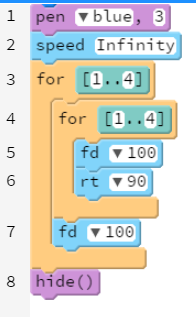 1 pen ▼blue, 3
2 speed Infinity
3 for [1..4]
4 for [1..4]
5 fd ▼100
6 rt ▼90
7 fd ▼100
8 hide()